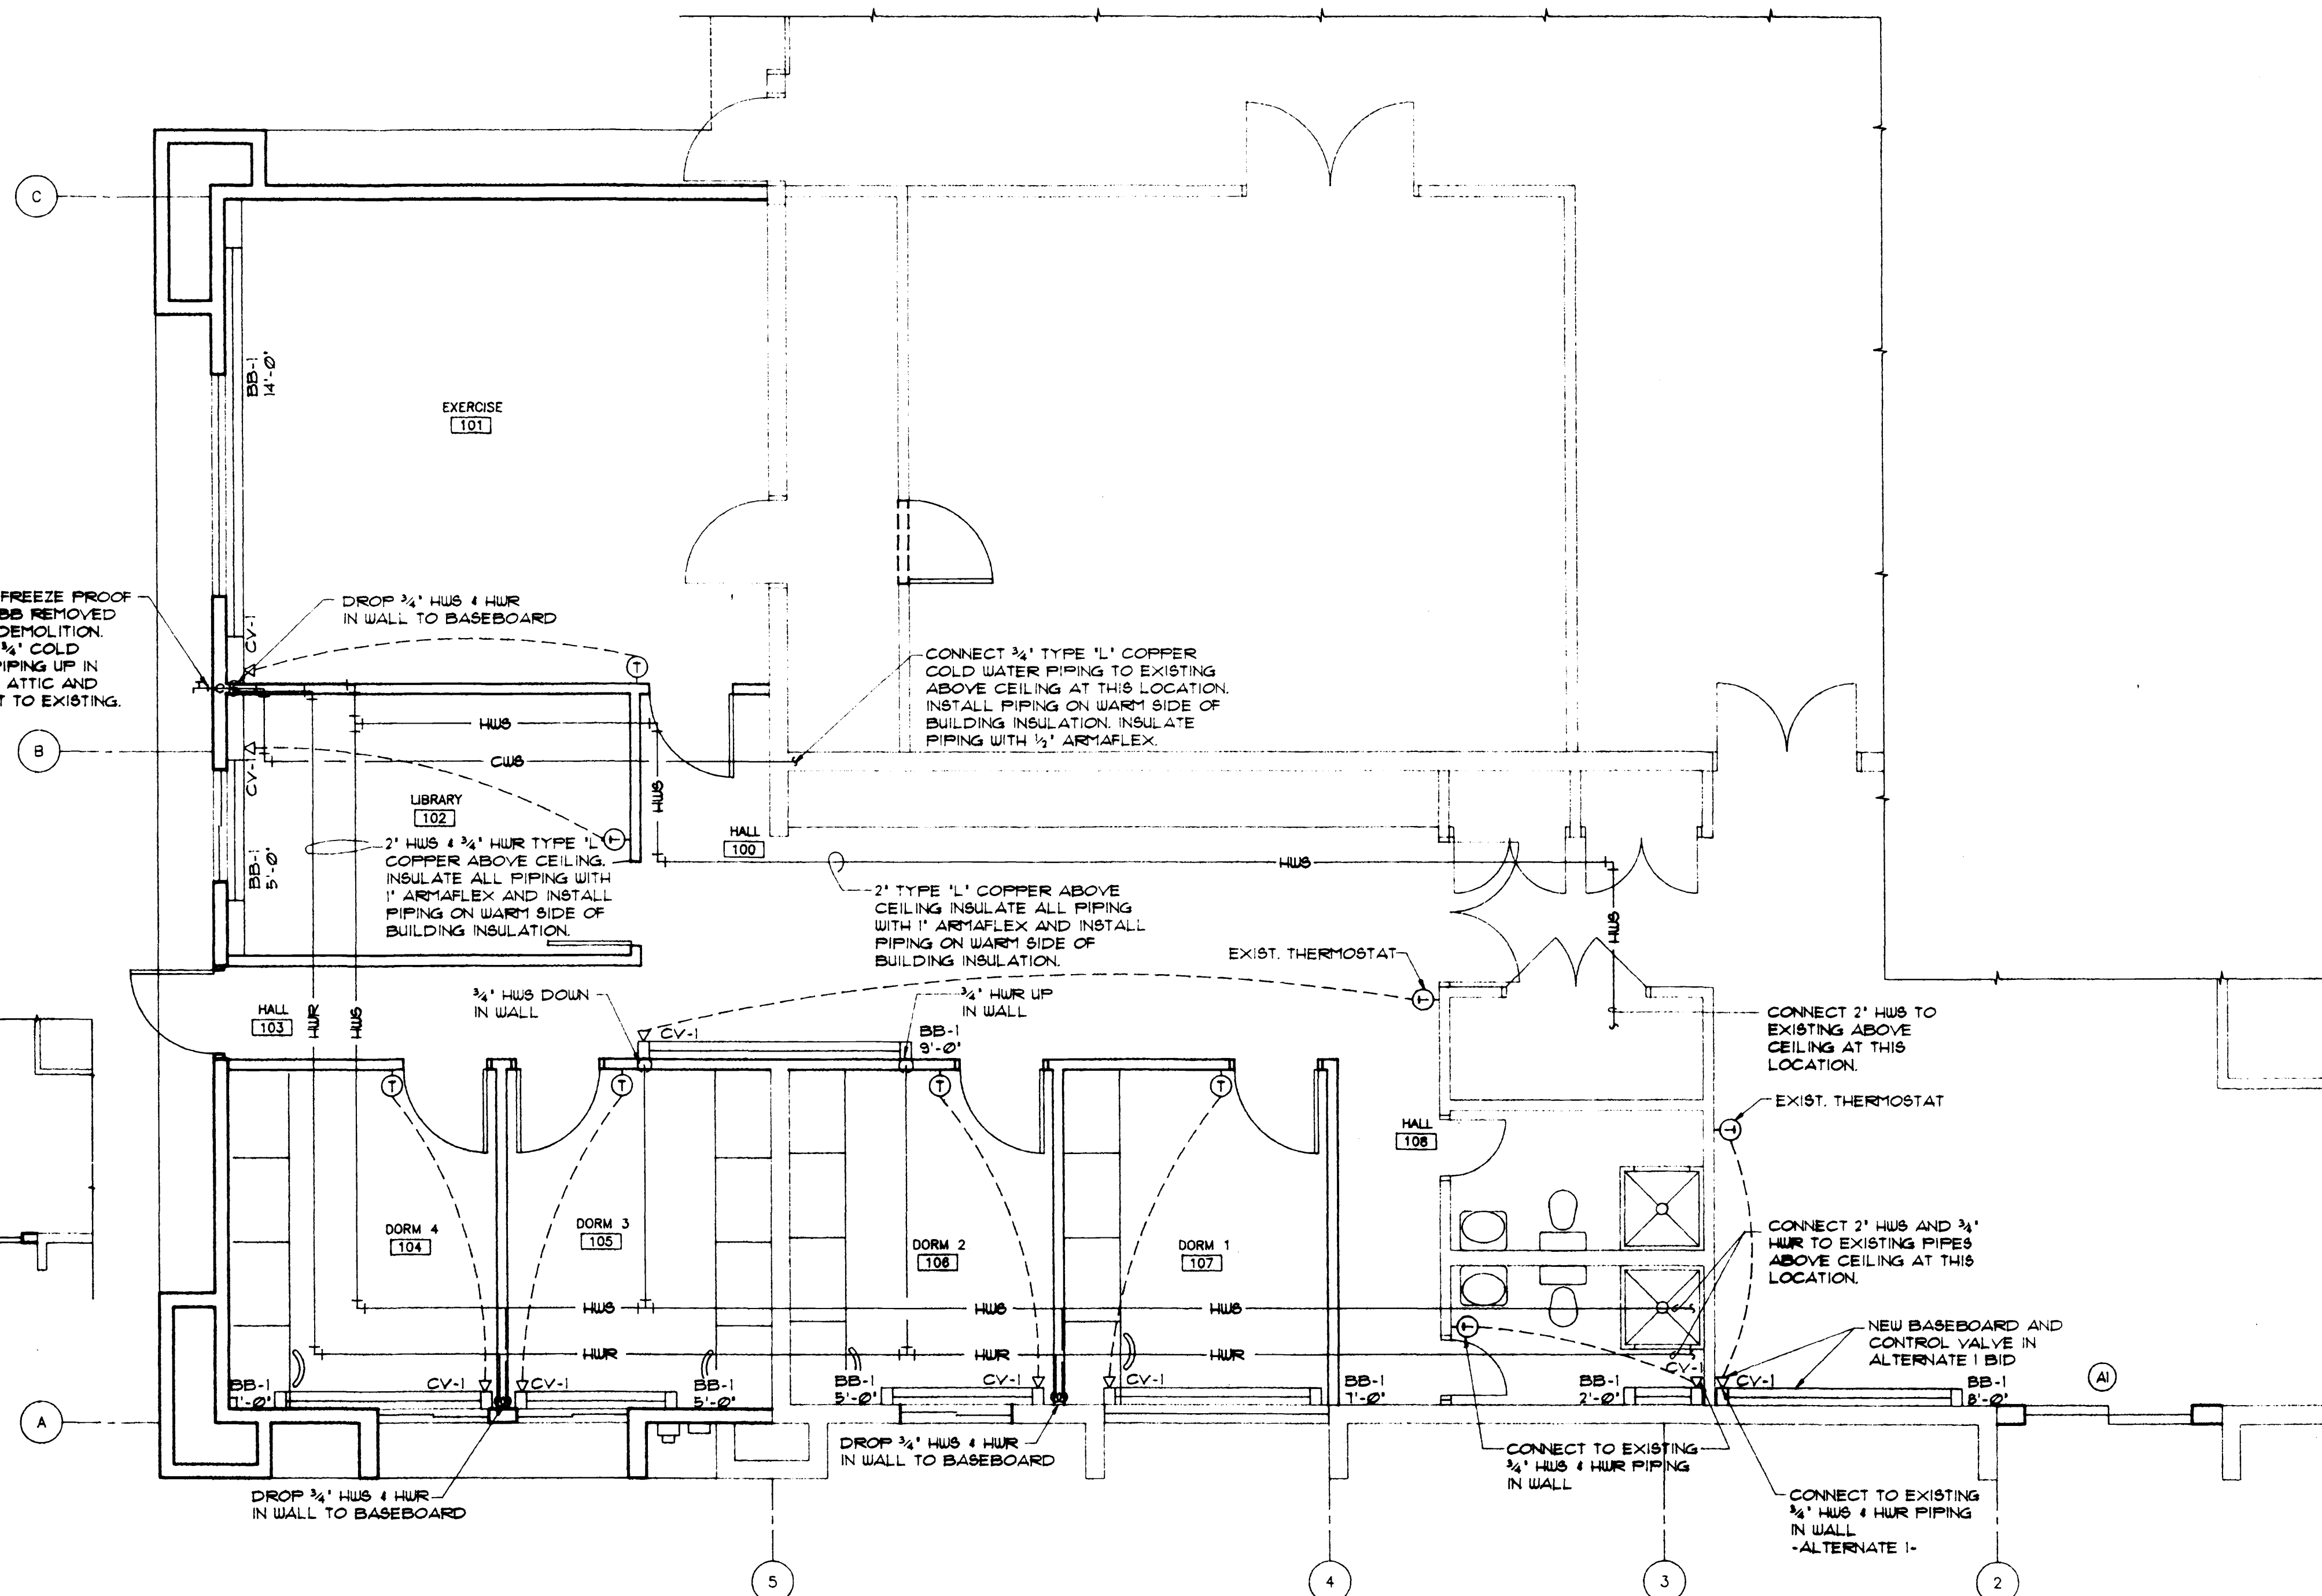 C
BB-1
14'-0"
EXERCISE
101
FREEZE PROOF
BB REMOVED
DEMOLITION.
3/4" COLD
PIPING UP IN
ATTIC AND
T TO EXISTING.
DROP 3/4" HWS & HWR
IN WALL TO BASEBOARD
CV-1
T
CONNECT 3/4" TYPE "L" COPPER
COLD WATER PIPING TO EXISTING
ABOVE CEILING AT THIS LOCATION.
INSTALL PIPING ON WARM SIDE OF
BUILDING INSULATION. INSULATE
PIPING WITH 1/2" ARMAFLEX.
HWS
B
CWS
CV-1
HWS
LIBRARY
102
T
2" HWS & 3/4" HWR TYPE "L"
COPPER ABOVE CEILING.
INSULATE ALL PIPING WITH
1" ARMAFLEX AND INSTALL
PIPING ON WARM SIDE OF
BUILDING INSULATION.
BB-1
5'-0"
HALL
100
HWS
2" TYPE "L" COPPER ABOVE
CEILING INSULATE ALL PIPING
WITH 1" ARMAFLEX AND INSTALL
PIPING ON WARM SIDE OF
BUILDING INSULATION.
HWS
EXIST. THERMOSTAT
T
3/4" HWS DOWN
IN WALL
3/4" HWR UP
IN WALL
HALL
103
HWR
HWS
CV-1
BB-1
9'-0"
CONNECT 2" HWS TO
EXISTING ABOVE
CEILING AT THIS
LOCATION.
T
T
T
T
EXIST. THERMOSTAT
T
HALL
108
DORM 4
104
DORM 3
105
DORM 2
106
DORM 1
107
CONNECT 2" HWS AND 3/4"
HWR TO EXISTING PIPES
ABOVE CEILING AT THIS
LOCATION.
HWS
HWS
HWS
T
NEW BASEBOARD AND
CONTROL VALVE IN
ALTERNATE 1 BID
HWR
HWR
HWR
BB-1
7'-0"
CV-1
CV-1
BB-1
5'-0"
BB-1
5'-0"
CV-1
BB-1
7'-0"
BB-1
2'-0"
CV-1
CV-1
BB-1
8'-0"
A1
A
DROP 3/4" HWS & HWR
IN WALL TO BASEBOARD
CONNECT TO EXISTING
3/4" HWS & HWR PIPING
IN WALL
DROP 3/4" HWS & HWR
IN WALL TO BASEBOARD
CONNECT TO EXISTING
3/4" HWS & HWR PIPING
IN WALL
-ALTERNATE 1-
5
4
3
2